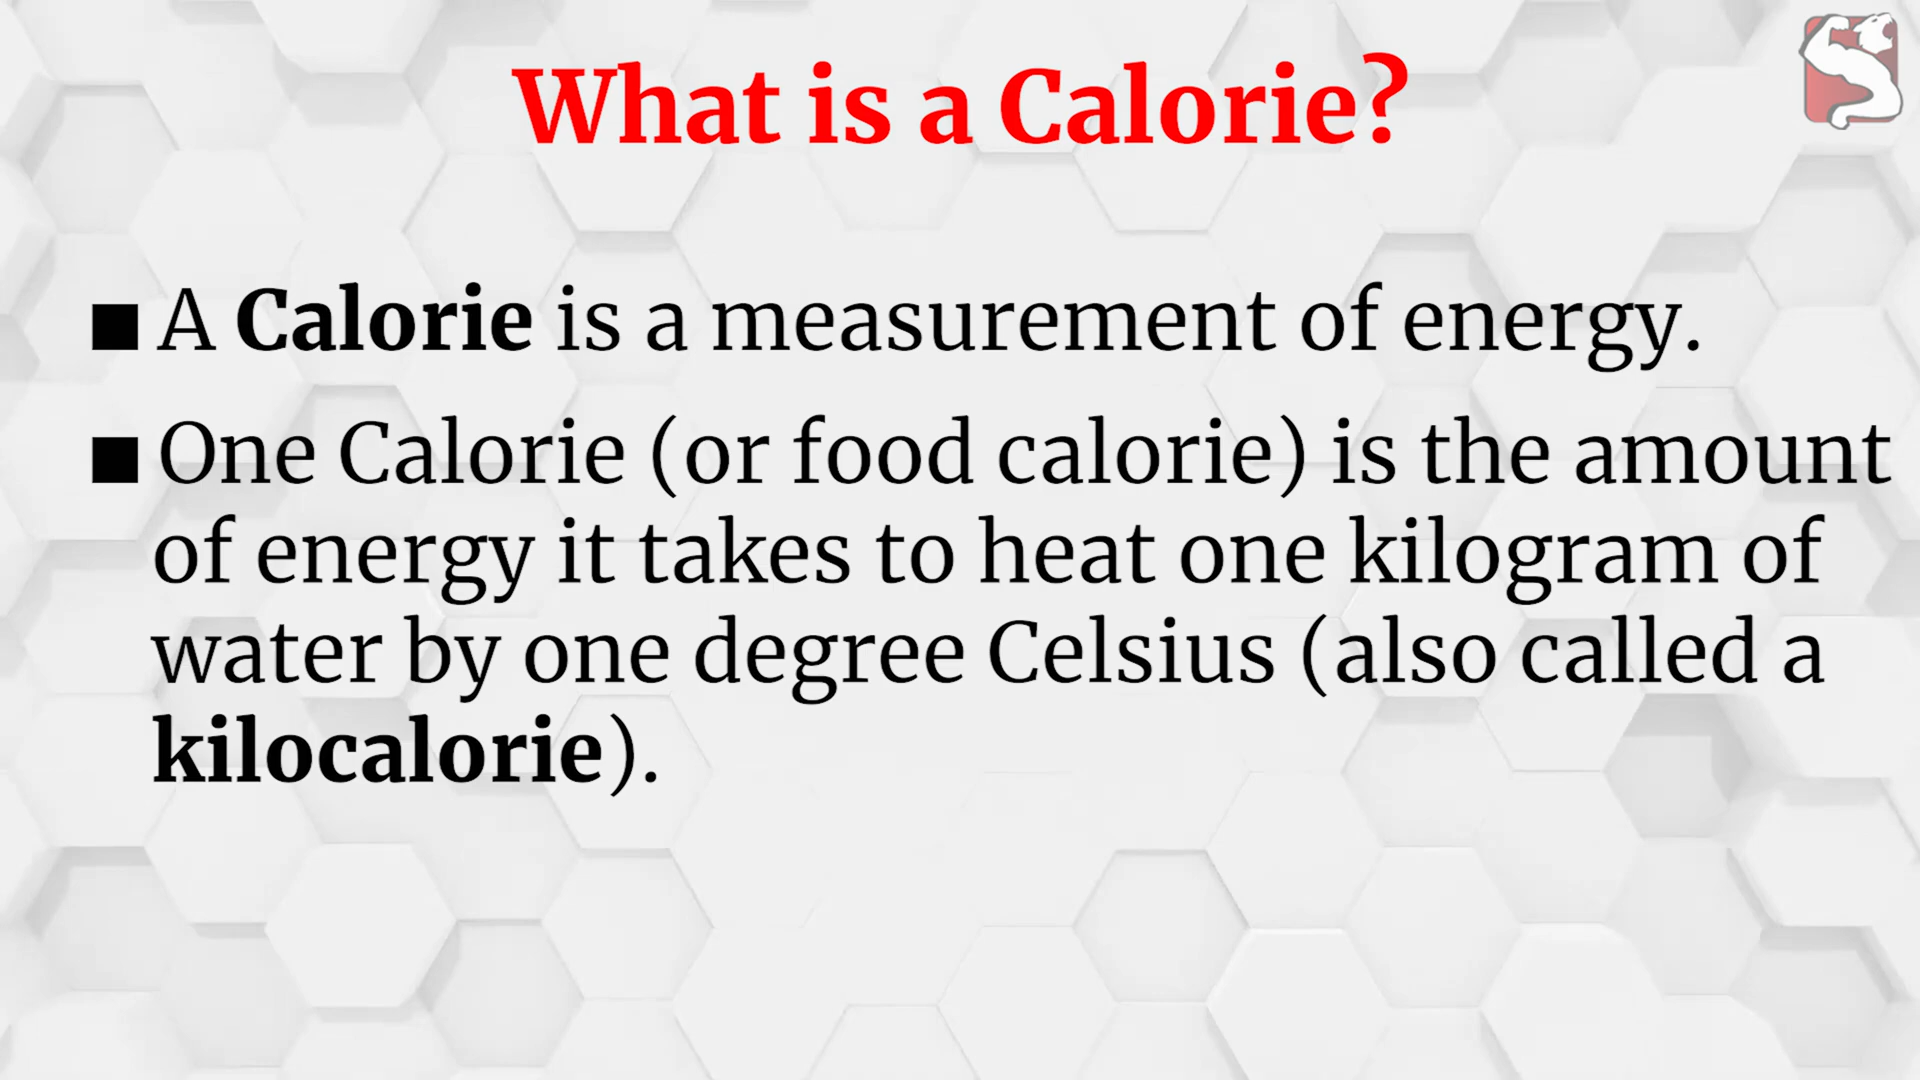 What is a Calorie?
■ A Calorie is a measurement of energy.
■ One Calorie (or food calorie) is the amount
of energy it takes to heat one kilogram of
water by one degree Celsius (also called a
kilocalorie).